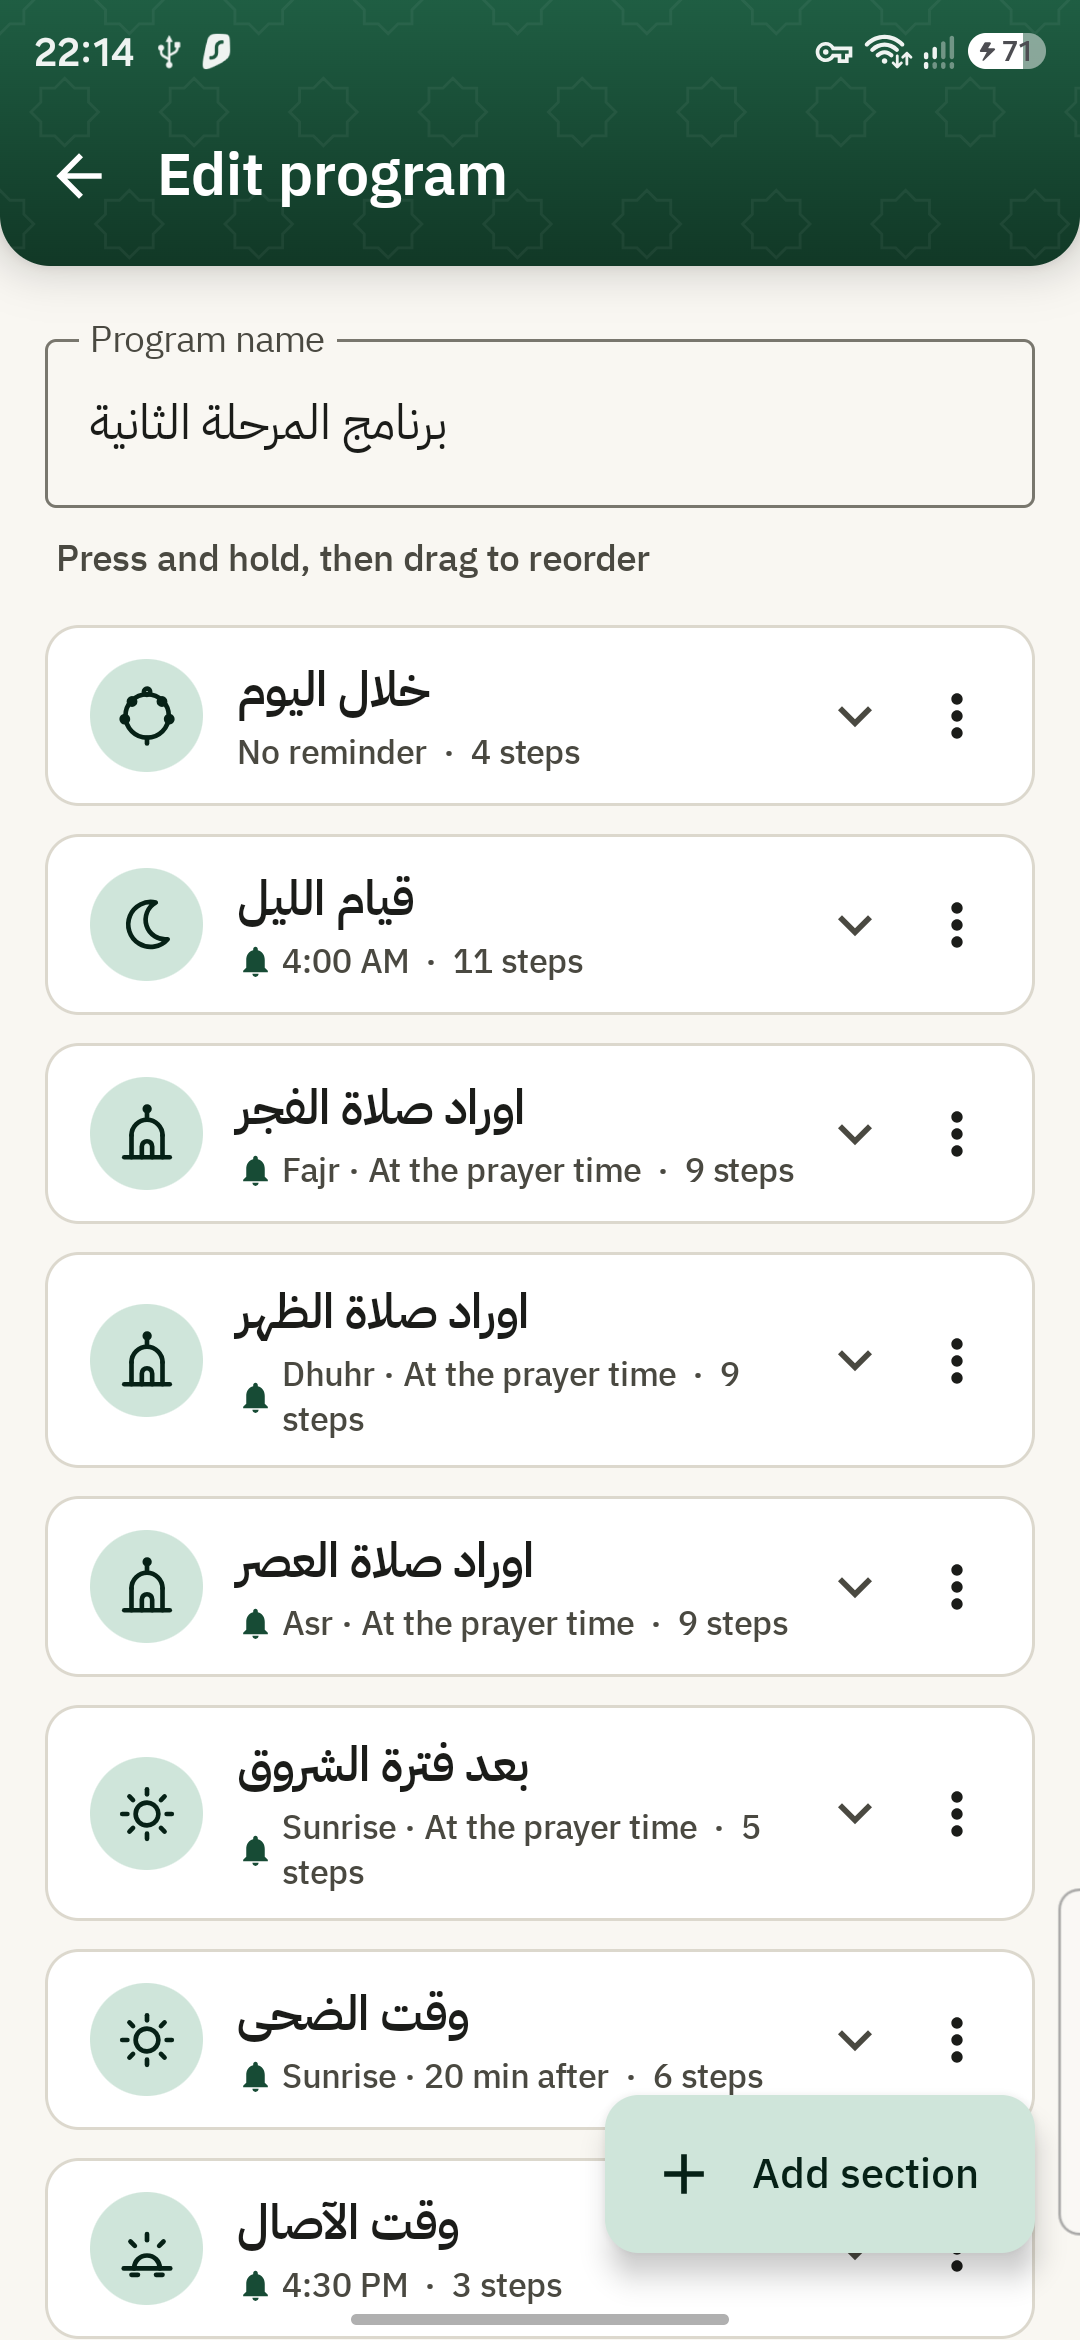 22:14
71
Edit program
Program name
برنامج المرحلة الثانية
Press and hold, then drag to reorder
خلال اليوم
No reminder · 4 steps
قيام الليل
4:00 AM · 11 steps
اوراد صلاة الفجر
Fajr · At the prayer time · 9 steps
اوراد صلاة الظهر
Dhuhr · At the prayer time · 9
steps
اوراد صلاة العصر
Asr · At the prayer time · 9 steps
بعد فترة الشروق
Sunrise · At the prayer time · 5
steps
وقت الضحى
Sunrise · 20 min after · 6 steps
Add section
وقت الآصال
4:30 PM · 3 steps